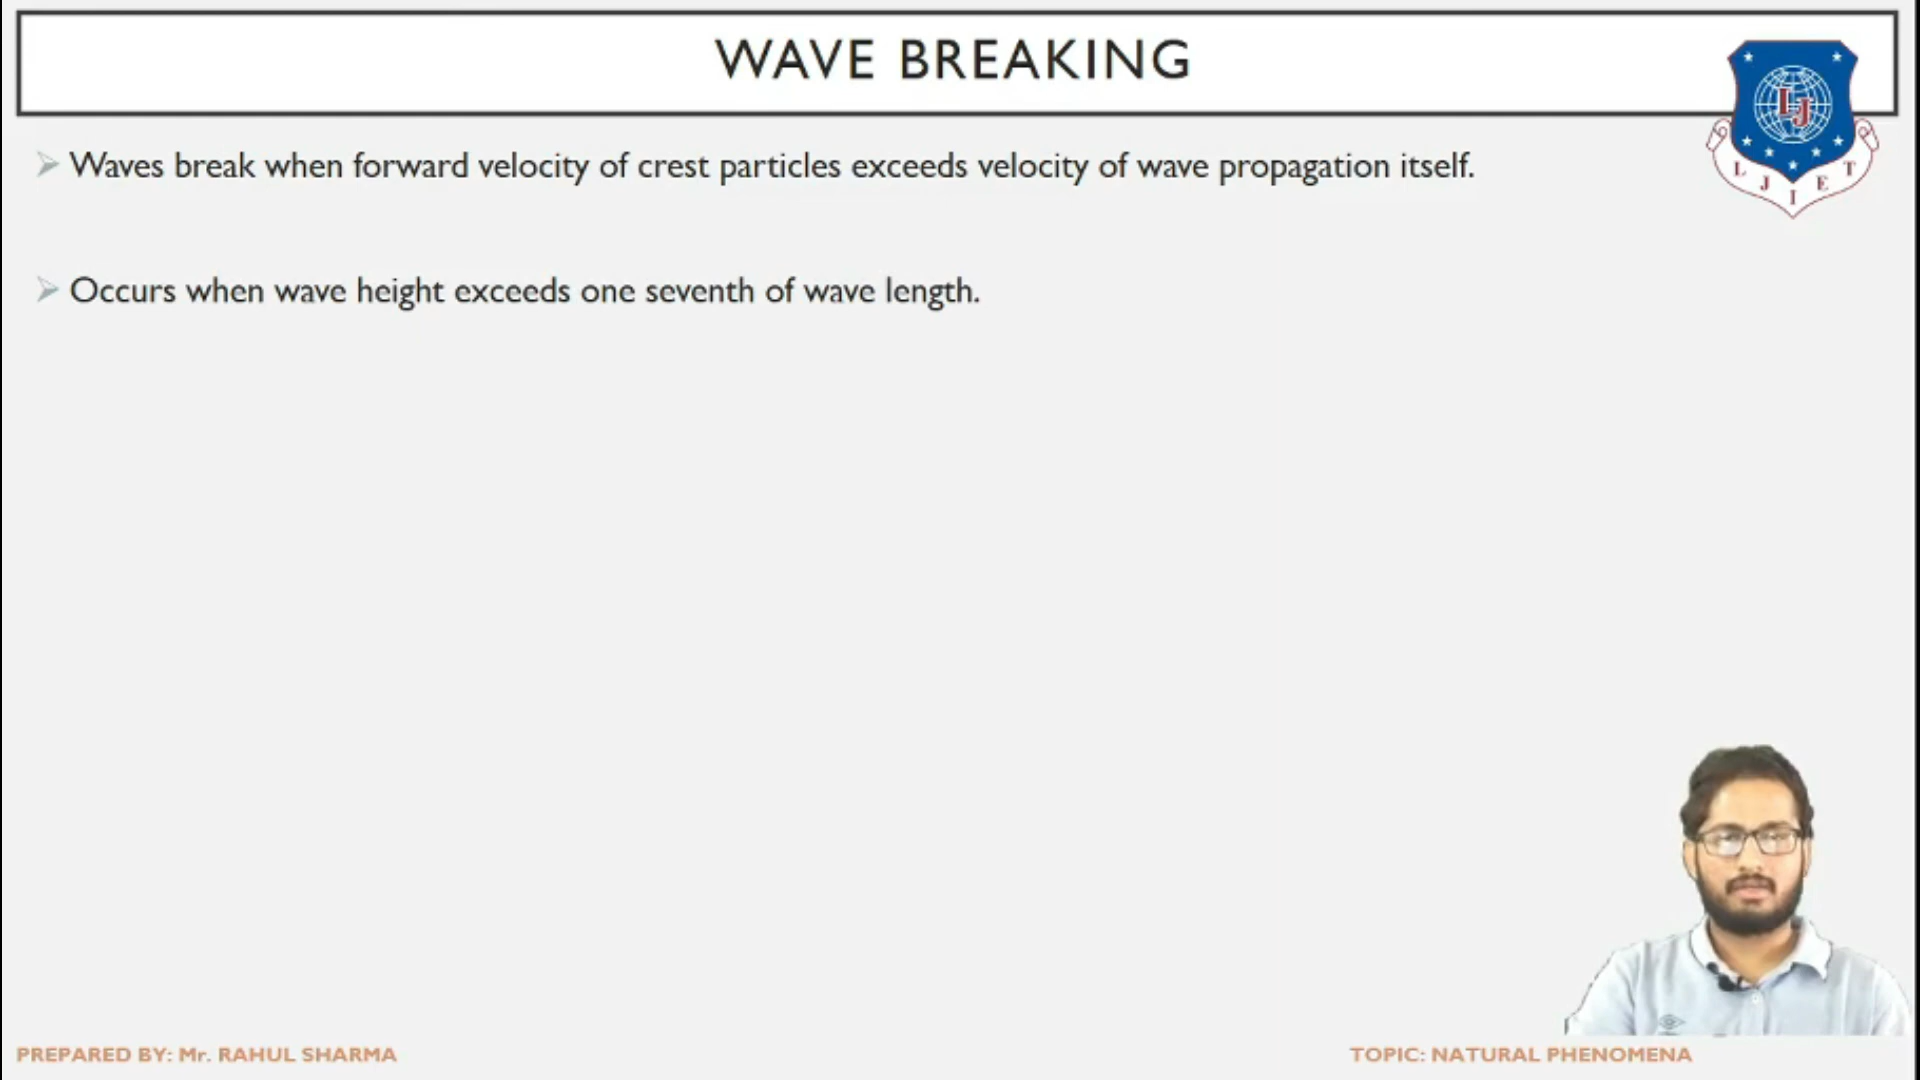 WAVE BREAKING
Waves break when forward velocity of crest particles exceeds velocity of wave propagation itself.
Occurs when wave height exceeds one seventh of wave length.
LJ
L J I E T
PREPARED BY: Mr. RAHUL SHARMA
TOPIC: NATURAL PHENOMENA